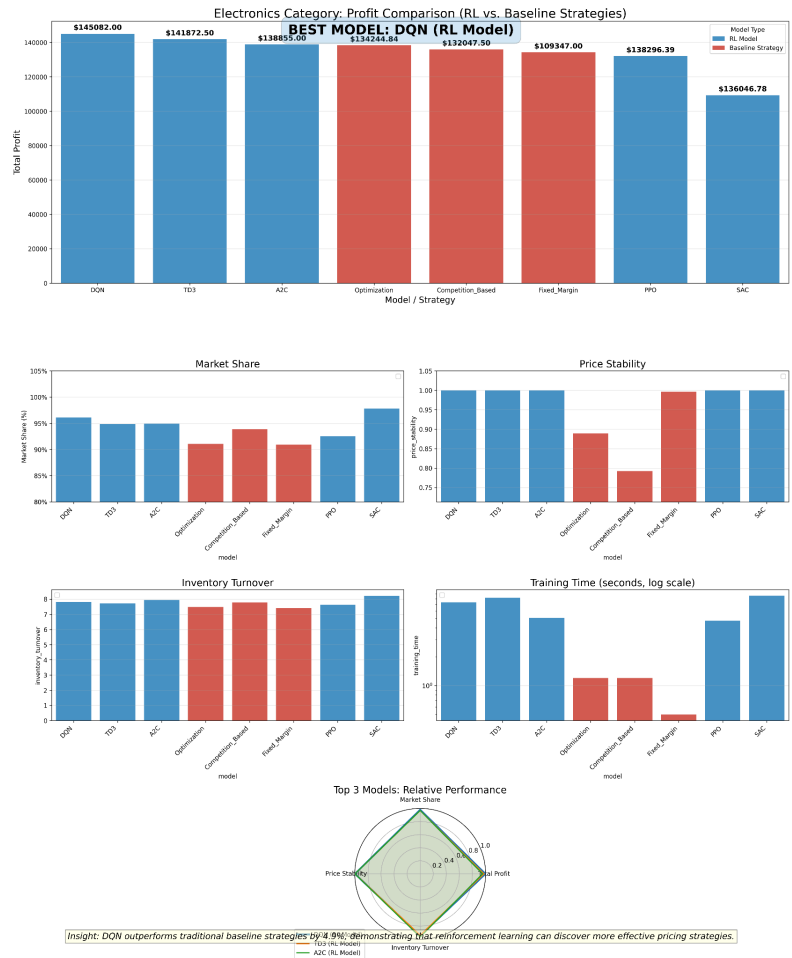 Electronics Category: Profit Comparison (RL vs. Baseline Strategies)
BEST MODEL: DQN (RL Model)
$145082.00
$141872.50
$138855.00
$134244.84
$132047.50
$109347.00
$138296.39
$136046.78
Model Type
RL Model
Baseline Strategy
Total Profit
140000
120000
100000
80000
60000
40000
20000
0
DQN
TD3
A2C
Optimization
Competition_Based
Fixed_Margin
PPO
SAC
Model / Strategy
Market Share
Market Share (%)
105%
100%
95%
90%
85%
80%
DQN
TD3
A2C
Optimization
Competition_Based
Fixed_Margin
PPO
SAC
model
Price Stability
price_stability
1.05
1.00
0.95
0.90
0.85
0.80
0.75
DQN
TD3
A2C
Optimization
Competition_Based
Fixed_Margin
PPO
SAC
model
Inventory Turnover
inventory_turnover
8
7
6
5
4
3
2
1
0
DQN
TD3
A2C
Optimization
Competition_Based
Fixed_Margin
PPO
SAC
model
Training Time (seconds, log scale)
training_time
DQN
TD3
A2C
Optimization
Competition_Based
Fixed_Margin
PPO
SAC
model
Top 3 Models: Relative Performance
Market Share
1.0
0.8
0.6
0.4
0.2
Price Stability
Total Profit
Insight: DQN outperforms traditional baseline strategies by 4.9%, demonstrating that reinforcement learning can discover more effective pricing strategies.
TD3 (RL Model)
A2C (RL Model)
Inventory Turnover